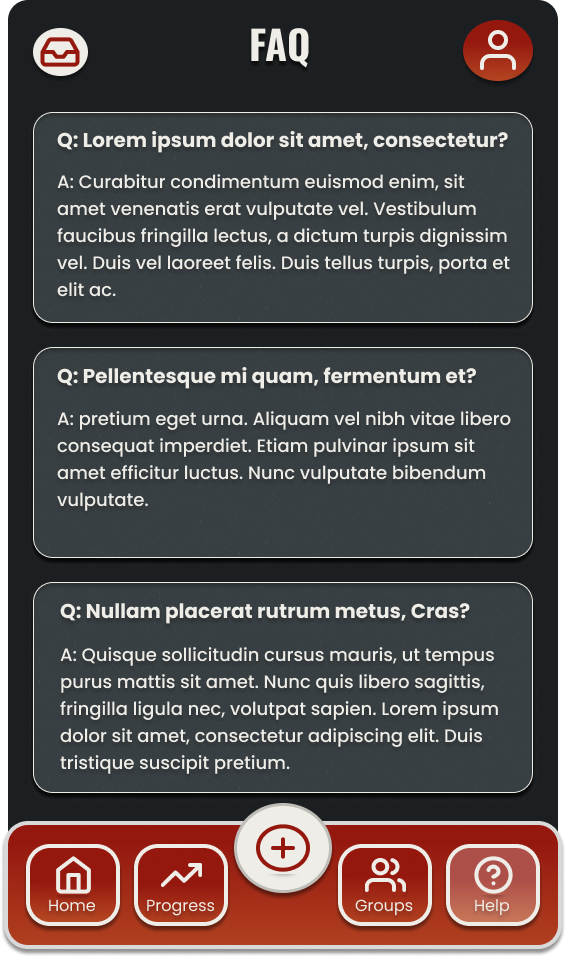 FAQ
Q: Lorem ipsum dolor sit amet, consectetur?
A: Curabitur condimentum euismod enim, sit
amet venenatis erat vulputate vel. Vestibulum
faucibus fringilla lectus, a dictum turpis dignissim
vel. Duis vel laoreet felis. Duis tellus turpis, porta et
elit ac.
Q: Pellentesque mi quam, fermentum et?
A: pretium eget urna. Aliquam vel nibh vitae libero
consequat imperdiet. Etiam pulvinar ipsum sit
amet efficitur luctus. Nunc vulputate bibendum
vulputate.
Q: Nullam placerat rutrum metus, Cras?
A: Quisque sollicitudin cursus mauris, ut tempus
purus mattis sit amet. Nunc quis libero sagittis,
fringilla ligula nec, volutpat sapien. Lorem ipsum
dolor sit amet, consectetur adipiscing elit. Duis
tristique suscipit pretium.
Home
Progress
Groups
Help